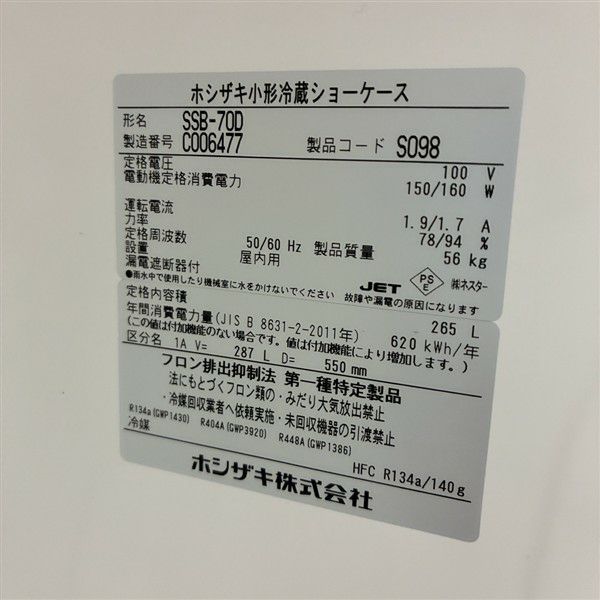 ホシザキ小形冷蔵ショーケース
形名 SSB-70D
製造番号 C006477 製品コード S098
定格電圧 100 V
電動機定格消費電力 150/160 W
運転電流 1.9/1.7 A
力率 78/94 %
定格周波数 50/60 Hz 製品質量 56 kg
設置 屋内用
漏電遮断器付 JET PSE ㈱ネスター
●雨水中で使用したり機械室に水をかけないでください 故障や漏電の原因になります
定格内容積 265 L
年間消費電力量(JIS B 8631-2-2011年) 620 kWh/年
(この値は付加機能のない場合です。値は付加機能により増加します。)
区分名 1A V= 287 L D= 550 mm
フロン排出抑制法 第一種特定製品
法にもとづくフロン類の・みだり大気放出禁止
・冷媒回収業者へ依頼実施・未回収機器の引渡禁止
R134a(GWP1430) R404A(GWP3920) R448A(GWP1386)
冷媒 HFC R134a/140g
ホシザキ株式会社